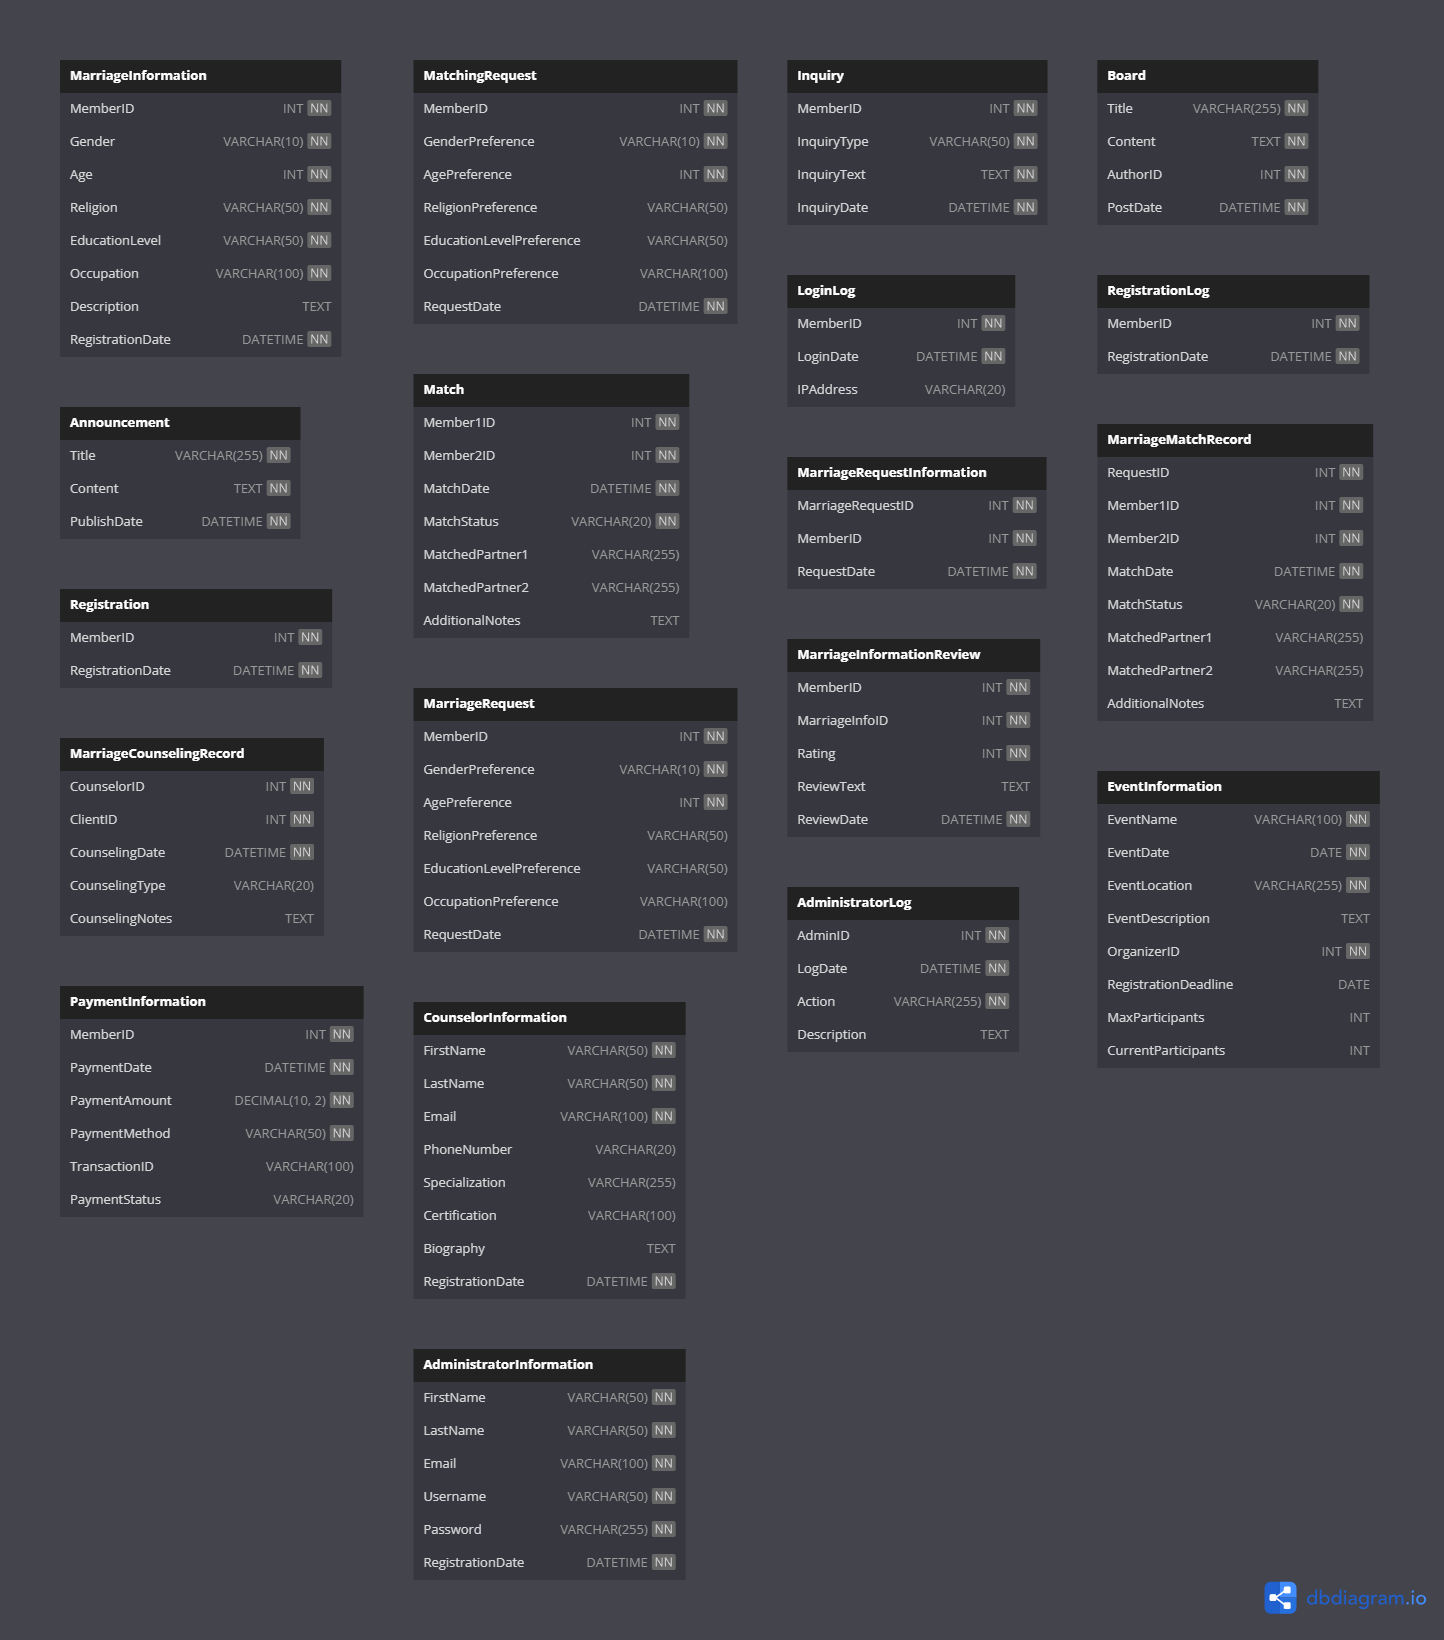 MarriageInformation
MemberID INT NN
Gender VARCHAR(10) NN
Age INT NN
Religion VARCHAR(50) NN
EducationLevel VARCHAR(50) NN
Occupation VARCHAR(100) NN
Description TEXT
RegistrationDate DATETIME NN
Announcement
Title VARCHAR(255) NN
Content TEXT NN
PublishDate DATETIME NN
Registration
MemberID INT NN
RegistrationDate DATETIME NN
MarriageCounselingRecord
CounselorID INT NN
ClientID INT NN
CounselingDate DATETIME NN
CounselingType VARCHAR(20)
CounselingNotes TEXT
PaymentInformation
MemberID INT NN
PaymentDate DATETIME NN
PaymentAmount DECIMAL(10, 2) NN
PaymentMethod VARCHAR(50) NN
TransactionID VARCHAR(100)
PaymentStatus VARCHAR(20)
MatchingRequest
MemberID INT NN
GenderPreference VARCHAR(10) NN
AgePreference INT NN
ReligionPreference VARCHAR(50)
EducationLevelPreference VARCHAR(50)
OccupationPreference VARCHAR(100)
RequestDate DATETIME NN
Match
Member1ID INT NN
Member2ID INT NN
MatchDate DATETIME NN
MatchStatus VARCHAR(20) NN
MatchedPartner1 VARCHAR(255)
MatchedPartner2 VARCHAR(255)
AdditionalNotes TEXT
MarriageRequest
MemberID INT NN
GenderPreference VARCHAR(10) NN
AgePreference INT NN
ReligionPreference VARCHAR(50)
EducationLevelPreference VARCHAR(50)
OccupationPreference VARCHAR(100)
RequestDate DATETIME NN
CounselorInformation
FirstName VARCHAR(50) NN
LastName VARCHAR(50) NN
Email VARCHAR(100) NN
PhoneNumber VARCHAR(20)
Specialization VARCHAR(255)
Certification VARCHAR(100)
Biography TEXT
RegistrationDate DATETIME NN
AdministratorInformation
FirstName VARCHAR(50) NN
LastName VARCHAR(50) NN
Email VARCHAR(100) NN
Username VARCHAR(50) NN
Password VARCHAR(255) NN
RegistrationDate DATETIME NN
Inquiry
MemberID INT NN
InquiryType VARCHAR(50) NN
InquiryText TEXT NN
InquiryDate DATETIME NN
LoginLog
MemberID INT NN
LoginDate DATETIME NN
IPAddress VARCHAR(20)
MarriageRequestInformation
MarriageRequestID INT NN
MemberID INT NN
RequestDate DATETIME NN
MarriageInformationReview
MemberID INT NN
MarriageInfoID INT NN
Rating INT NN
ReviewText TEXT
ReviewDate DATETIME NN
AdministratorLog
AdminID INT NN
LogDate DATETIME NN
Action VARCHAR(255) NN
Description TEXT
Board
Title VARCHAR(255) NN
Content TEXT NN
AuthorID INT NN
PostDate DATETIME NN
RegistrationLog
MemberID INT NN
RegistrationDate DATETIME NN
MarriageMatchRecord
RequestID INT NN
Member1ID INT NN
Member2ID INT NN
MatchDate DATETIME NN
MatchStatus VARCHAR(20) NN
MatchedPartner1 VARCHAR(255)
MatchedPartner2 VARCHAR(255)
AdditionalNotes TEXT
EventInformation
EventName VARCHAR(100) NN
EventDate DATE NN
EventLocation VARCHAR(255) NN
EventDescription TEXT
OrganizerID INT NN
RegistrationDeadline DATE
MaxParticipants INT
CurrentParticipants INT
dbdiagram.io